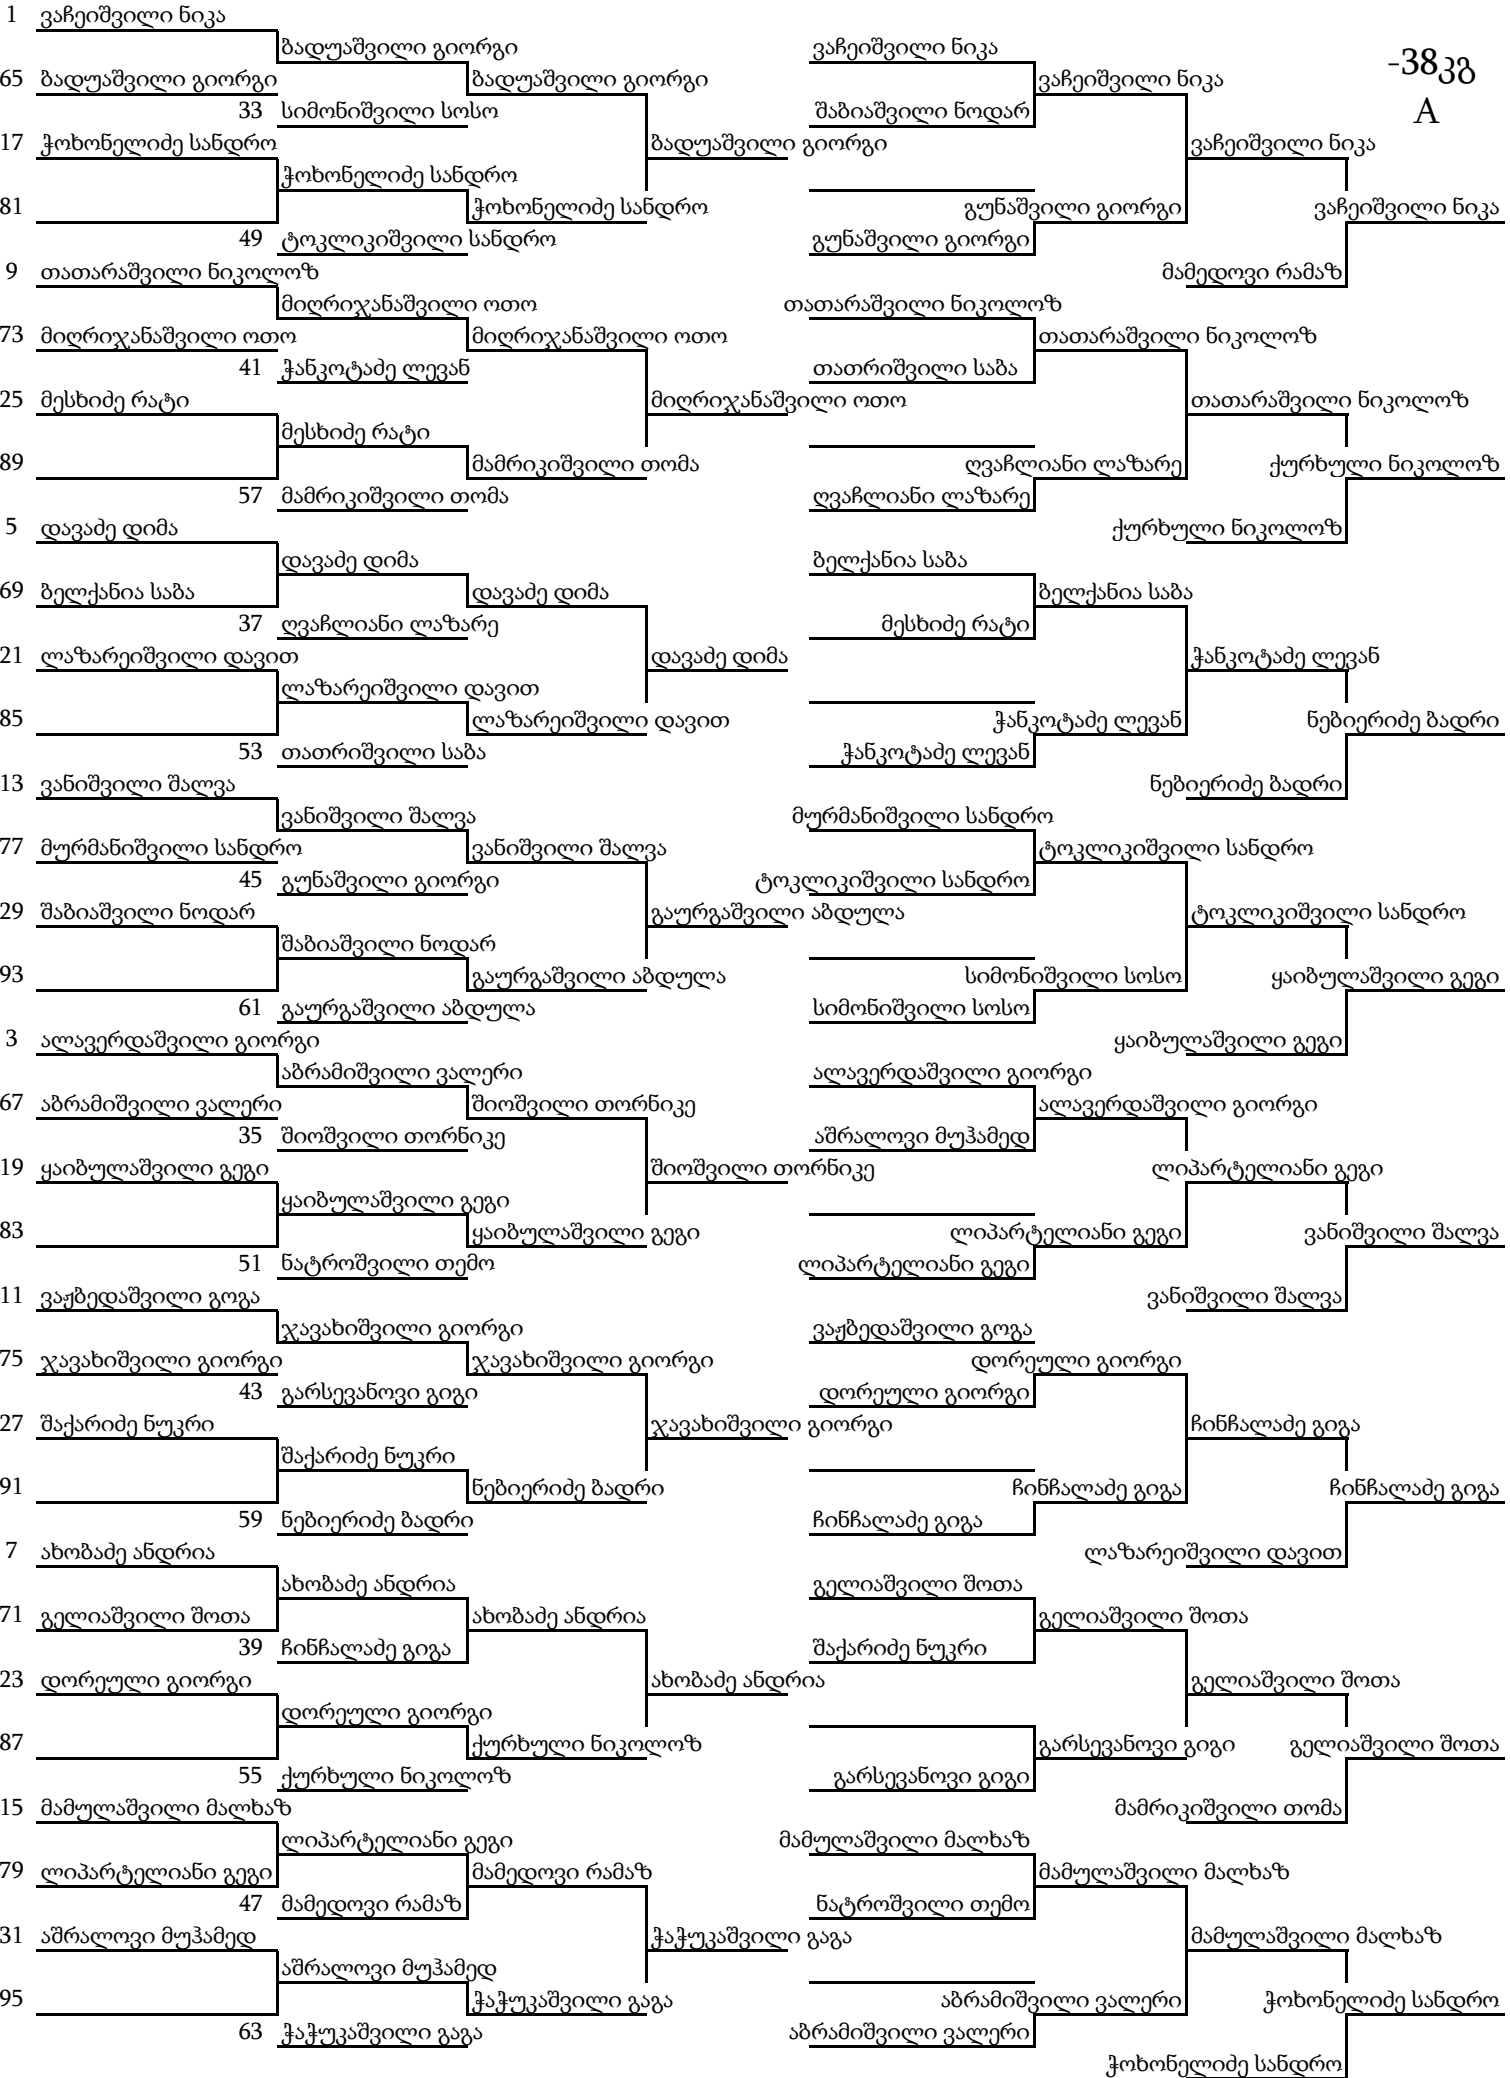 1 ვაჩეიშვილი ნიკა
ბადუაშვილი გიორგი ვაჩეიშვილი ნიკა
-38კგ
65 ბადუაშვილი გიორგი ბადუაშვილი გიორგი ვაჩეიშვილი ნიკა
33 სიმონიშვილი სოსო შაბიაშვილი ნოდარ
A
17 ჭოხონელიძე სანდრო ბადუაშვილი გიორგი ვაჩეიშვილი ნიკა
ჭოხონელიძე სანდრო
81 ჭოხონელიძე სანდრო გუნაშვილი გიორგი ვაჩეიშვილი ნიკა
49 ტოკლიკიშვილი სანდრო გუნაშვილი გიორგი
9 თათარაშვილი ნიკოლოზ მამედოვი რამაზ
მიღრიჯანაშვილი ოთო თათარაშვილი ნიკოლოზ
73 მიღრიჯანაშვილი ოთო მიღრიჯანაშვილი ოთო თათარაშვილი ნიკოლოზ
41 ჭანკოტაძე ლევან თათრიშვილი საბა
25 მესხიძე რატი მიღრიჯანაშვილი ოთო თათარაშვილი ნიკოლოზ
მესხიძე რატი
89 მამრიკიშვილი თომა ღვაჩლიანი ლაზარე ქურხული ნიკოლოზ
57 მამრიკიშვილი თომა ღვაჩლიანი ლაზარე
5 დავაძე დიმა ქურხული ნიკოლოზ
დავაძე დიმა ბელქანია საბა
69 ბელქანია საბა დავაძე დიმა ბელქანია საბა
37 ღვაჩლიანი ლაზარე მესხიძე რატი
21 ლაზარეიშვილი დავით დავაძე დიმა ჭანკოტაძე ლევან
ლაზარეიშვილი დავით
85 ლაზარეიშვილი დავით ჭანკოტაძე ლევან ნებიერიძე ბადრი
53 თათრიშვილი საბა ჭანკოტაძე ლევან
13 ვანიშვილი შალვა ნებიერიძე ბადრი
ვანიშვილი შალვა მურმანიშვილი სანდრო
77 მურმანიშვილი სანდრო ვანიშვილი შალვა ტოკლიკიშვილი სანდრო
45 გუნაშვილი გიორგი ტოკლიკიშვილი სანდრო
29 შაბიაშვილი ნოდარ გაურგაშვილი აბდულა ტოკლიკიშვილი სანდრო
შაბიაშვილი ნოდარ
93 გაურგაშვილი აბდულა სიმონიშვილი სოსო ყაიბულაშვილი გეგი
61 გაურგაშვილი აბდულა სიმონიშვილი სოსო
3 ალავერდაშვილი გიორგი ყაიბულაშვილი გეგი
აბრამიშვილი ვალერი ალავერდაშვილი გიორგი
67 აბრამიშვილი ვალერი შიოშვილი თორნიკე ალავერდაშვილი გიორგი
35 შიოშვილი თორნიკე აშრალოვი მუჰამედ
19 ყაიბულაშვილი გეგი შიოშვილი თორნიკე ლიპარტელიანი გეგი
ყაიბულაშვილი გეგი
83 ყაიბულაშვილი გეგი ლიპარტელიანი გეგი ვანიშვილი შალვა
51 ნატროშვილი თემო ლიპარტელიანი გეგი
11 ვაჟბედაშვილი გოგა ვანიშვილი შალვა
ჯავახიშვილი გიორგი ვაჟბედაშვილი გოგა
75 ჯავახიშვილი გიორგი ჯავახიშვილი გიორგი დორეული გიორგი
43 გარსევანოვი გიგი დორეული გიორგი
27 შაქარიძე ნუკრი ჯავახიშვილი გიორგი ჩინჩალაძე გიგა
შაქარიძე ნუკრი
91 ნებიერიძე ბადრი ჩინჩალაძე გიგა ჩინჩალაძე გიგა
59 ნებიერიძე ბადრი ჩინჩალაძე გიგა
7 ახობაძე ანდრია ლაზარეიშვილი დავით
ახობაძე ანდრია გელიაშვილი შოთა
71 გელიაშვილი შოთა ახობაძე ანდრია გელიაშვილი შოთა
39 ჩინჩალაძე გიგა შაქარიძე ნუკრი
23 დორეული გიორგი ახობაძე ანდრია გელიაშვილი შოთა
დორეული გიორგი
87 ქურხული ნიკოლოზ გარსევანოვი გიგი გელიაშვილი შოთა
55 ქურხული ნიკოლოზ გარსევანოვი გიგი
15 მამულაშვილი მალხაზ მამრიკიშვილი თომა
ლიპარტელიანი გეგი მამულაშვილი მალხაზ
79 ლიპარტელიანი გეგი მამედოვი რამაზ მამულაშვილი მალხაზ
47 მამედოვი რამაზ ნატროშვილი თემო
31 აშრალოვი მუჰამედ ჭაჭუკაშვილი გაგა მამულაშვილი მალხაზ
აშრალოვი მუჰამედ
95 ჭაჭუკაშვილი გაგა აბრამიშვილი ვალერი ჭოხონელიძე სანდრო
63 ჭაჭუკაშვილი გაგა აბრამიშვილი ვალერი
ჭოხონელიძე სანდრო